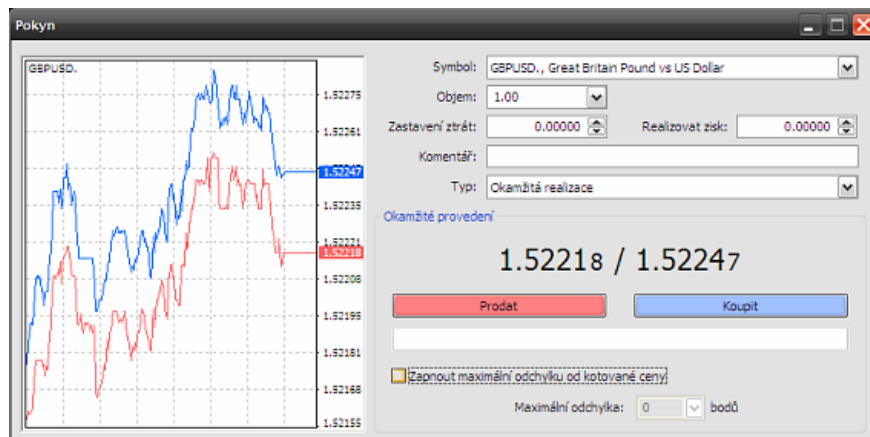 Pokyn
GBPUSD.
1.52275
1.52261
1.52247
1.52235
1.52221
1.52218
1.52208
1.52195
1.52181
1.52168
1.52155
Symbol: GBPUSD., Great Britain Pound vs US Dollar
Objem: 1.00
Zastavení ztrát: 0.00000 Realizovat zisk: 0.00000
Komentář:
Typ: Okamžitá realizace
Okamžité provedení
1.52218 / 1.52247
Prodat Koupit
Zapnout maximální odchylku od kotované ceny
Maximální odchylka: 0 bodů